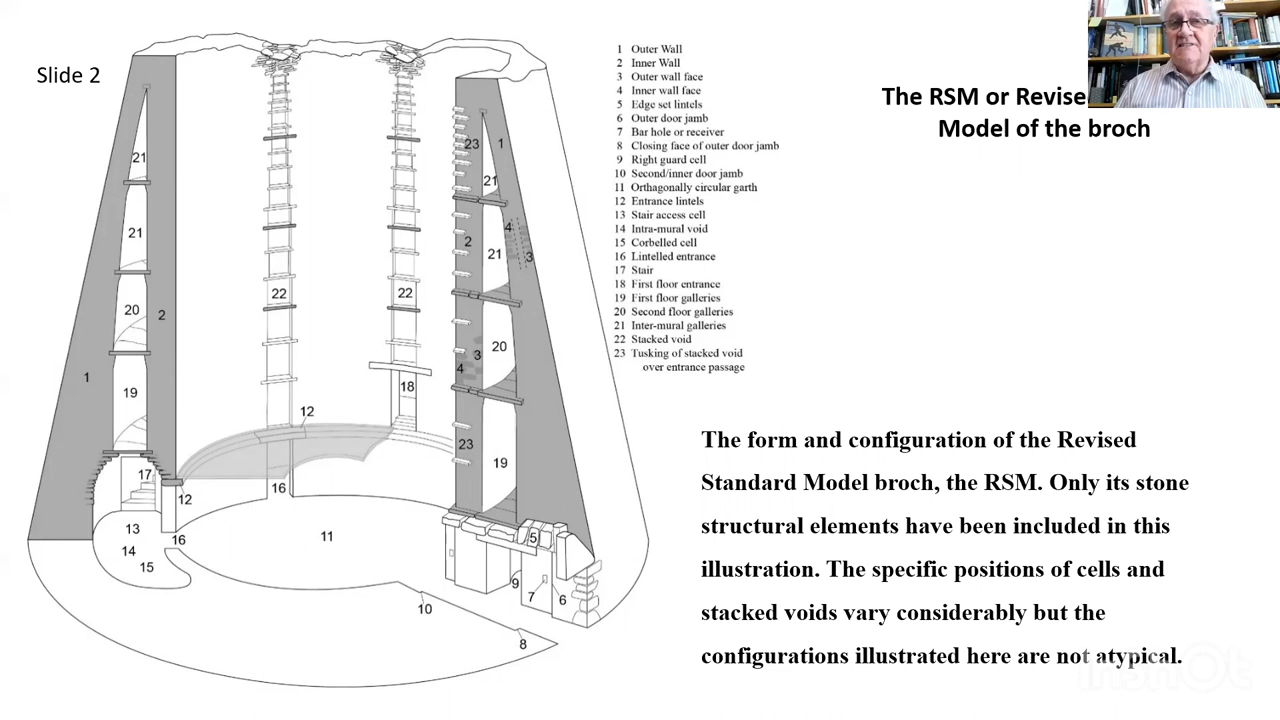 Slide 2
The RSM or Revise
Model of the broch
1 Outer Wall
2 Inner Wall
3 Outer wall face
4 Inner wall face
5 Edge set lintels
6 Outer door jamb
7 Bar hole or receiver
8 Closing face of outer door jamb
9 Right guard cell
10 Second/inner door jamb
11 Orthagonally circular garth
12 Entrance lintels
13 Stair access cell
14 Intra-mural void
15 Corbelled cell
16 Lintelled entrance
17 Stair
18 First floor entrance
19 First floor galleries
20 Second floor galleries
21 Inter-mural galleries
22 Stacked void
23 Tusking of stacked void
over entrance passage
21
21
20
2
1
19
17
12
16
13
14
15
22
12
16
11
22
18
23
1
21
4
2
21
3
3
20
4
23
19
5
9
7
6
10
8
The form and configuration of the Revised
Standard Model broch, the RSM. Only its stone
structural elements have been included in this
illustration. The specific positions of cells and
stacked voids vary considerably but the
configurations illustrated here are not atypical.
InShOt